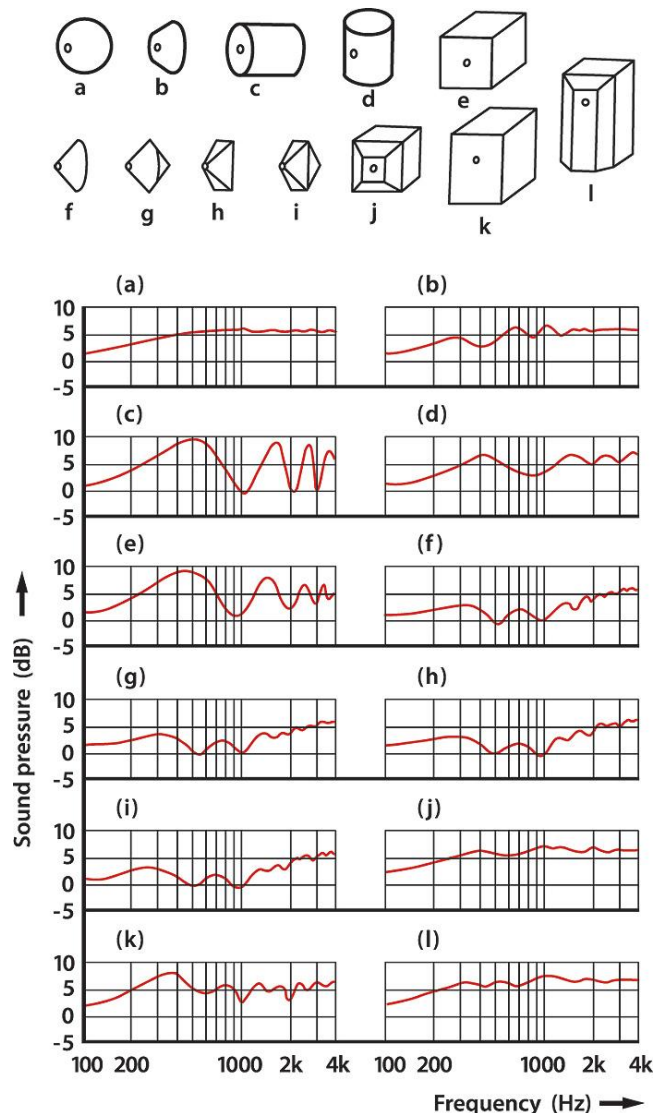 a b c d e
f g h i j k l
(a) (b)
10
5
0
-5
(c) (d)
10
5
0
-5
(e) (f)
10
5
0
-5
(g) (h)
10
5
0
-5
(i) (j)
10
5
0
-5
(k) (l)
10
5
0
-5
100 200 1000 2k 4k 100 200 1000 2k 4k
Sound pressure (dB)
Frequency (Hz)